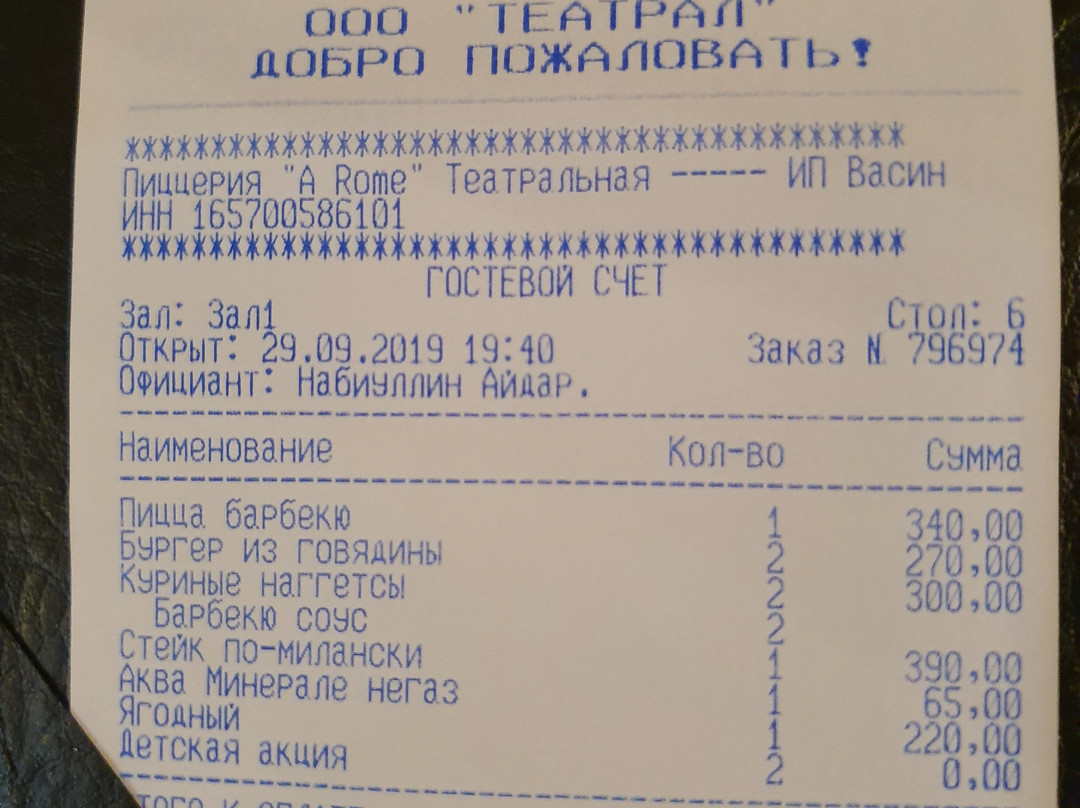 ООО "ТЕАТРАЛ"
ДОБРО ПОЖАЛОВАТЬ!
******************************************
Пиццерия "A Rome" Театральная ----- ИП Васин
ИНН 165700586101
******************************************
ГОСТЕВОЙ СЧЕТ
Зал: Зал1 Стол: 6
Открыт: 29.09.2019 19:40 Заказ № 796974
Официант: Набиуллин Айдар.
Наименование Кол-во Сумма
Пицца барбекю 1 340,00
Бургер из говядины 2 270,00
Куриные наггетсы 2 300,00
Барбекю соус 2
Стейк по-милански 1 390,00
Аква Минерале негаз 1 65,00
Ягодный 1 220,00
Детская акция 2 0,00